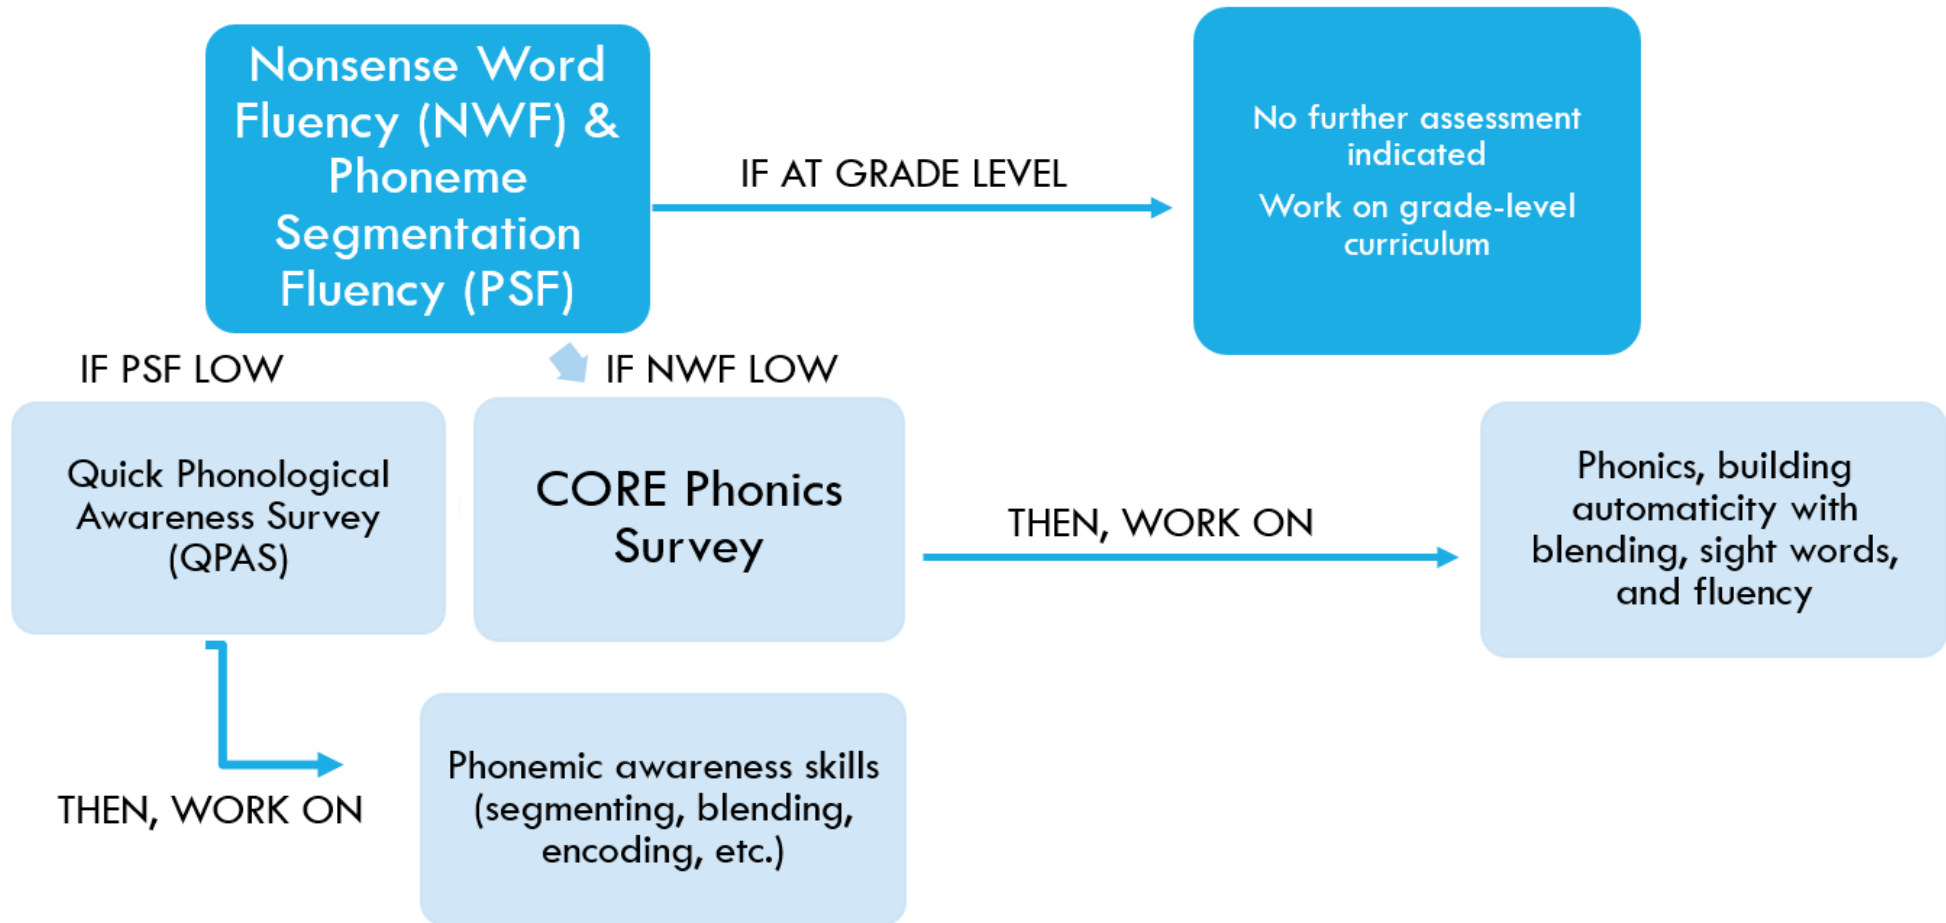 Nonsense Word
Fluency (NWF) &
Phoneme
Segmentation
Fluency (PSF)
IF AT GRADE LEVEL
No further assessment
indicated
Work on grade-level
curriculum
IF PSF LOW
IF NWF LOW
Quick Phonological
Awareness Survey
(QPAS)
CORE Phonics
Survey
THEN, WORK ON
Phonics, building
automaticity with
blending, sight words,
and fluency
THEN, WORK ON
Phonemic awareness skills
(segmenting, blending,
encoding, etc.)